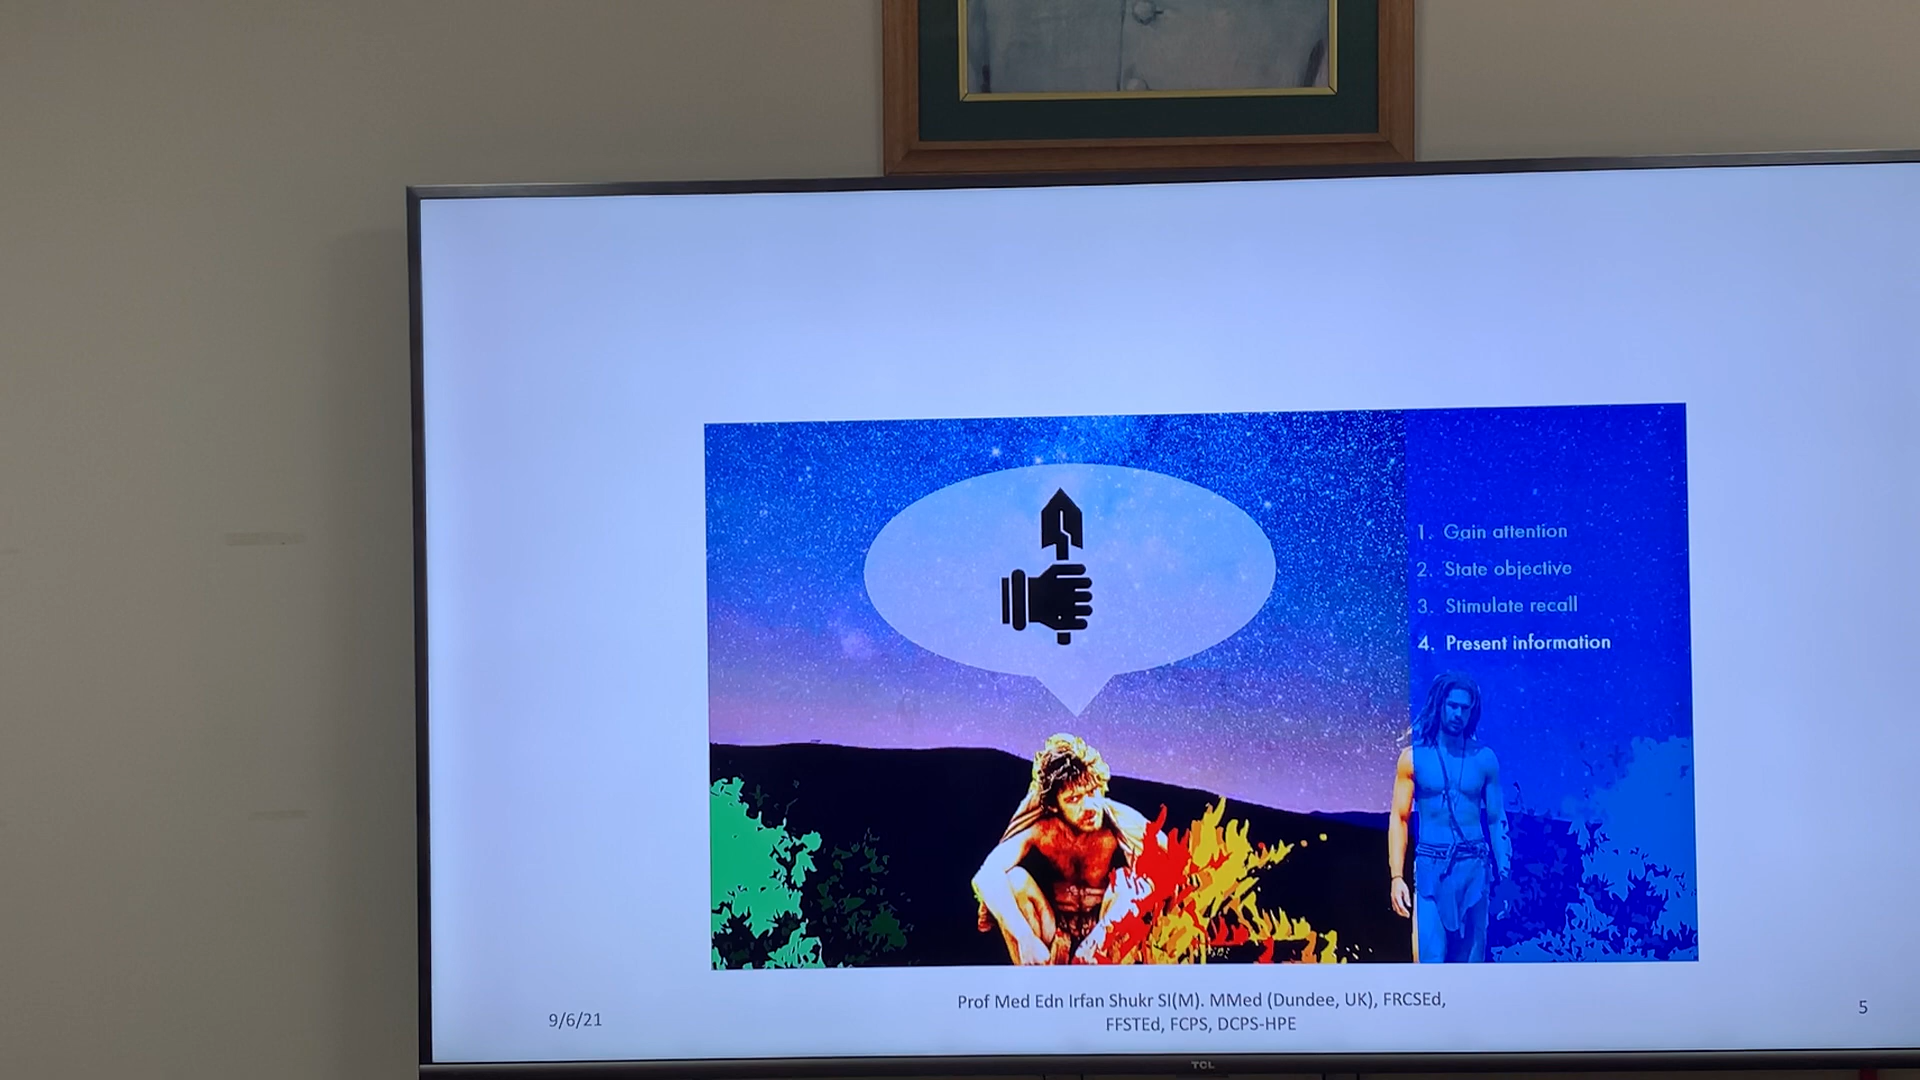 1. Gain attention
2. State objective
3. Stimulate recall
4. Present information
Prof Med Edn Irfan Shukr SI(M). MMed (Dundee, UK), FRCSEd,
FFSTEd, FCPS, DCPS-HPE
9/6/21
5
TCL